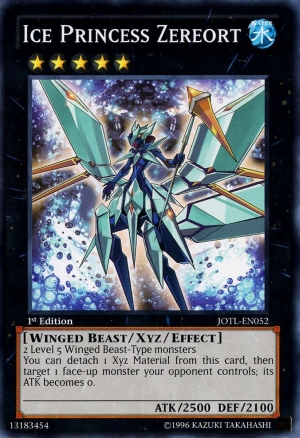 Ice Princess Zereort
WATER
水
1st Edition
JOTL-EN052
[Winged Beast/Xyz/Effect]
2 Level 5 Winged Beast-Type monsters
You can detach 1 Xyz Material from this card, then
target 1 face-up monster your opponent controls; its
ATK becomes 0.
ATK/2500 DEF/2100
13183454
©1996 KAZUKI TAKAHASHI